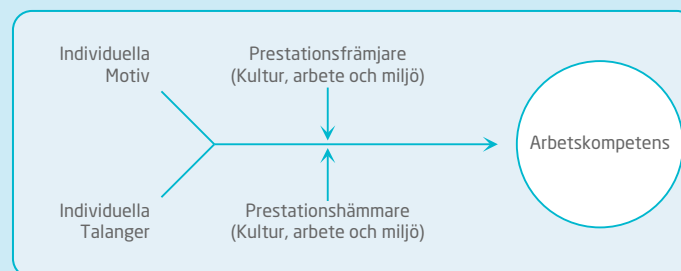 Individuella
Motiv
Prestationsfrämjare
(Kultur, arbete och miljö)
Arbetskompetens
Individuella
Talanger
Prestationshämmare
(Kultur, arbete och miljö)